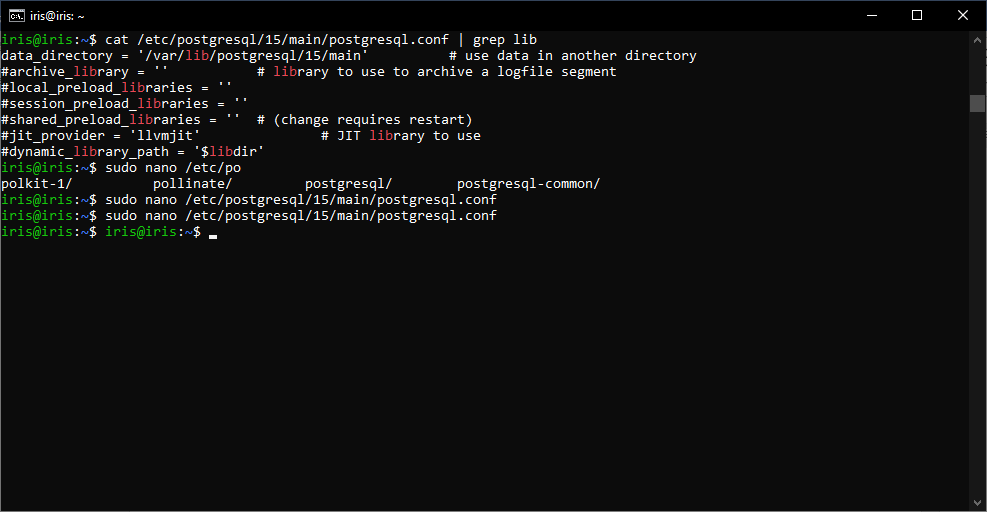 iris@iris: ~
iris@iris:~$ cat /etc/postgresql/15/main/postgresql.conf | grep lib
data_directory = '/var/lib/postgresql/15/main'          # use data in another directory
#archive_library = ''           # library to use to archive a logfile segment
#local_preload_libraries = ''
#session_preload_libraries = ''
#shared_preload_libraries = ''  # (change requires restart)
#jit_provider = 'llvmjit'               # JIT library to use
#dynamic_library_path = '$libdir'
iris@iris:~$ sudo nano /etc/po
polkit-1/          pollinate/         postgresql/        postgresql-common/
iris@iris:~$ sudo nano /etc/postgresql/15/main/postgresql.conf
iris@iris:~$ sudo nano /etc/postgresql/15/main/postgresql.conf
iris@iris:~$ iris@iris:~$